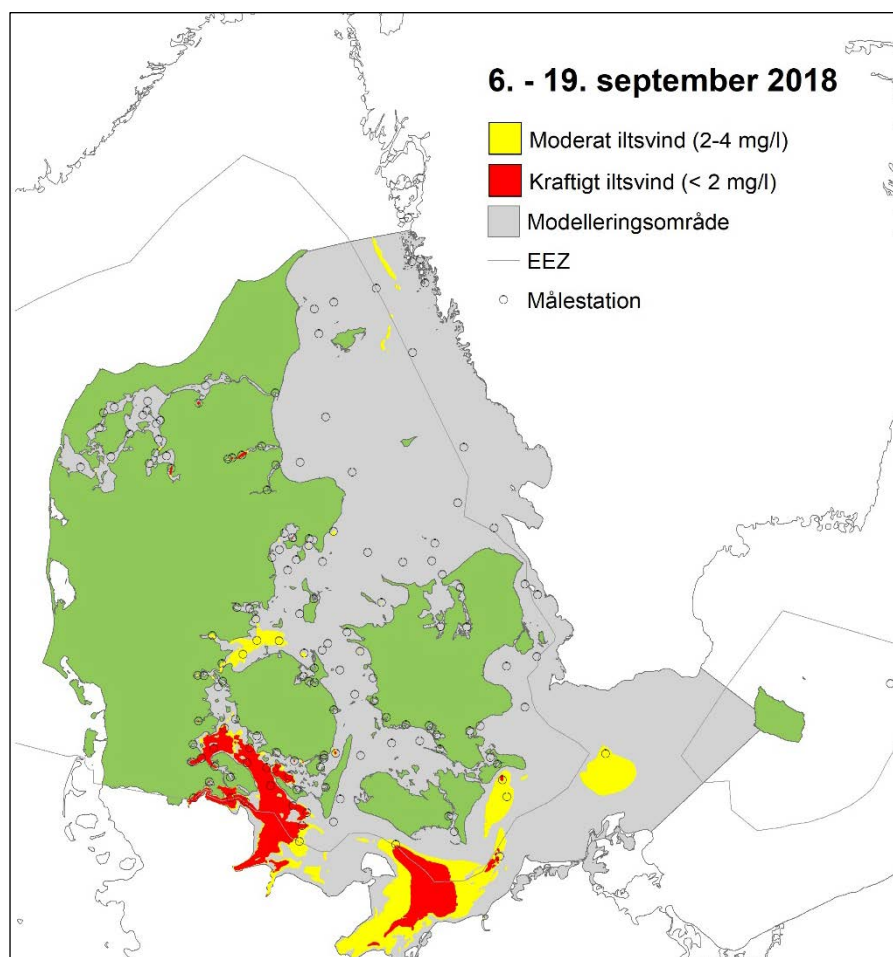 6. - 19. september 2018
Moderat iltsvind (2-4 mg/l)
Kraftigt iltsvind (< 2 mg/l)
Modelleringsområde
EEZ
Målestation